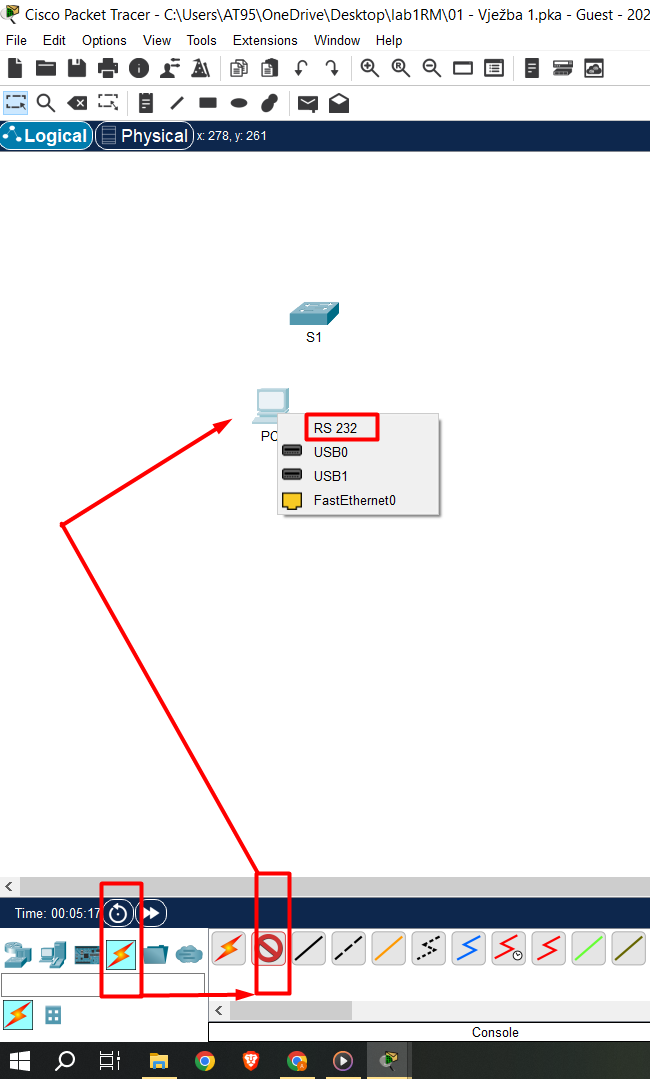 Cisco Packet Tracer - C:\Users\AT95\OneDrive\Desktop\lab1RM\01 - Vježba 1.pka - Guest - 202
File Edit Options View Tools Extensions Window Help
Logical Physical x: 278, y: 261
S1
PC
RS 232
USB0
USB1
FastEthernet0
Time: 00:05:17
Console